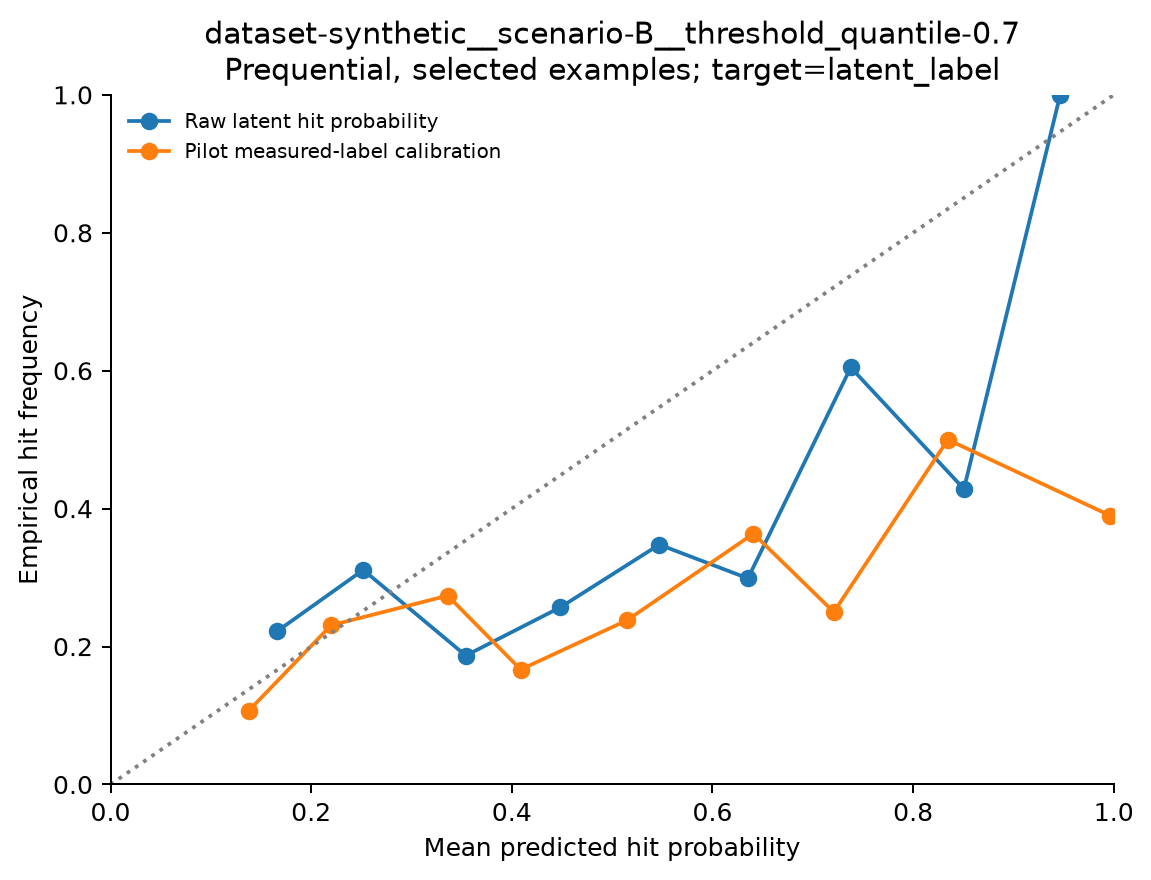 dataset-synthetic__scenario-B__threshold_quantile-0.7
Prequential, selected examples; target=latent_label
Raw latent hit probability
Pilot measured-label calibration
1.0
0.8
0.6
0.4
0.2
0.0
Empirical hit frequency
0.0 0.2 0.4 0.6 0.8 1.0
Mean predicted hit probability